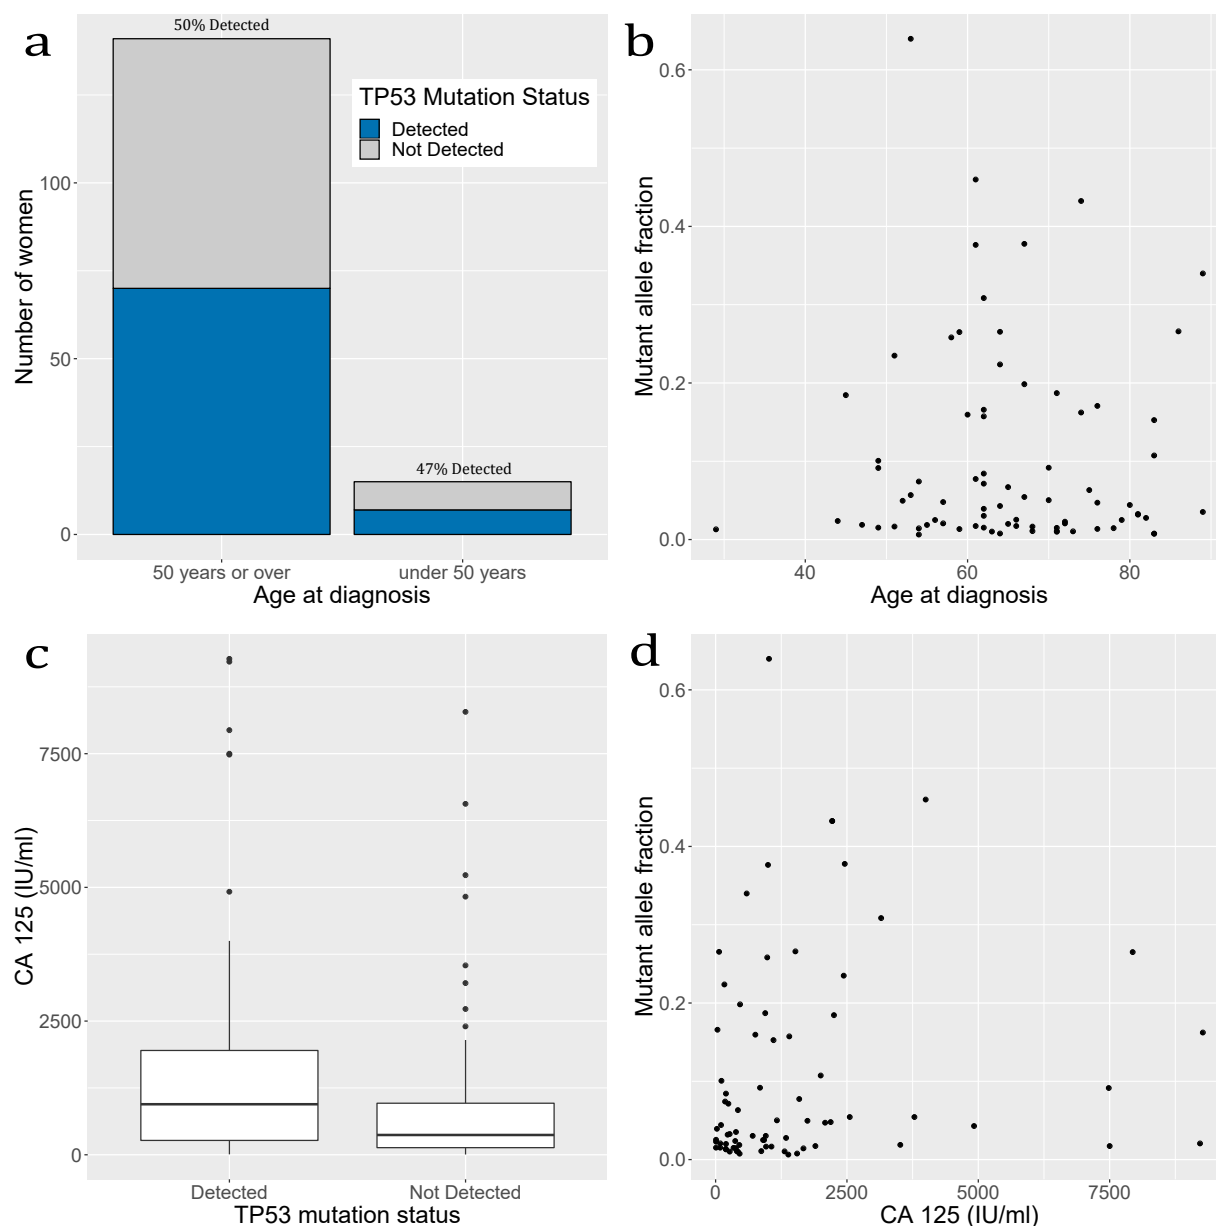 a
50% Detected
TP53 Mutation Status
Detected
Not Detected
47% Detected
100
50
0
Number of women
50 years or over
under 50 years
Age at diagnosis
b
0.6
0.4
0.2
0.0
Mutant allele fraction
40
60
80
Age at diagnosis
c
7500
5000
2500
0
CA 125 (IU/ml)
Detected
Not Detected
TP53 mutation status
d
0.6
0.4
0.2
0.0
Mutant allele fraction
0
2500
5000
7500
CA 125 (IU/ml)